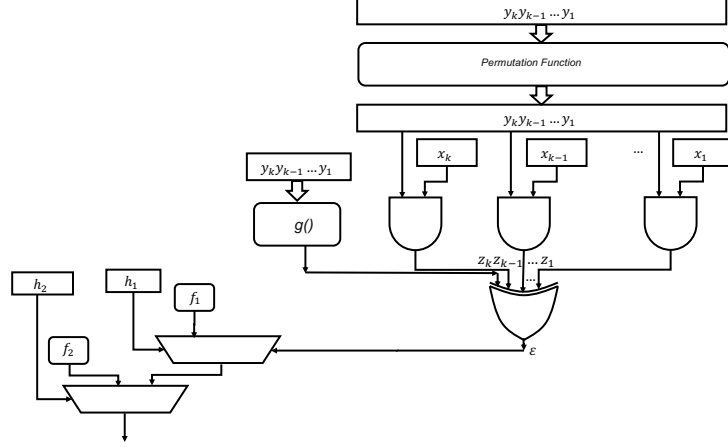 y_k y_{k-1} ... y_1
Permutation Function
y_k y_{k-1} ... y_1
x_k
x_{k-1}
...
x_1
y_k y_{k-1} ... y_1
g()
z_k z_{k-1} ... z_1
...
h_2
h_1
f_1
f_2
ε